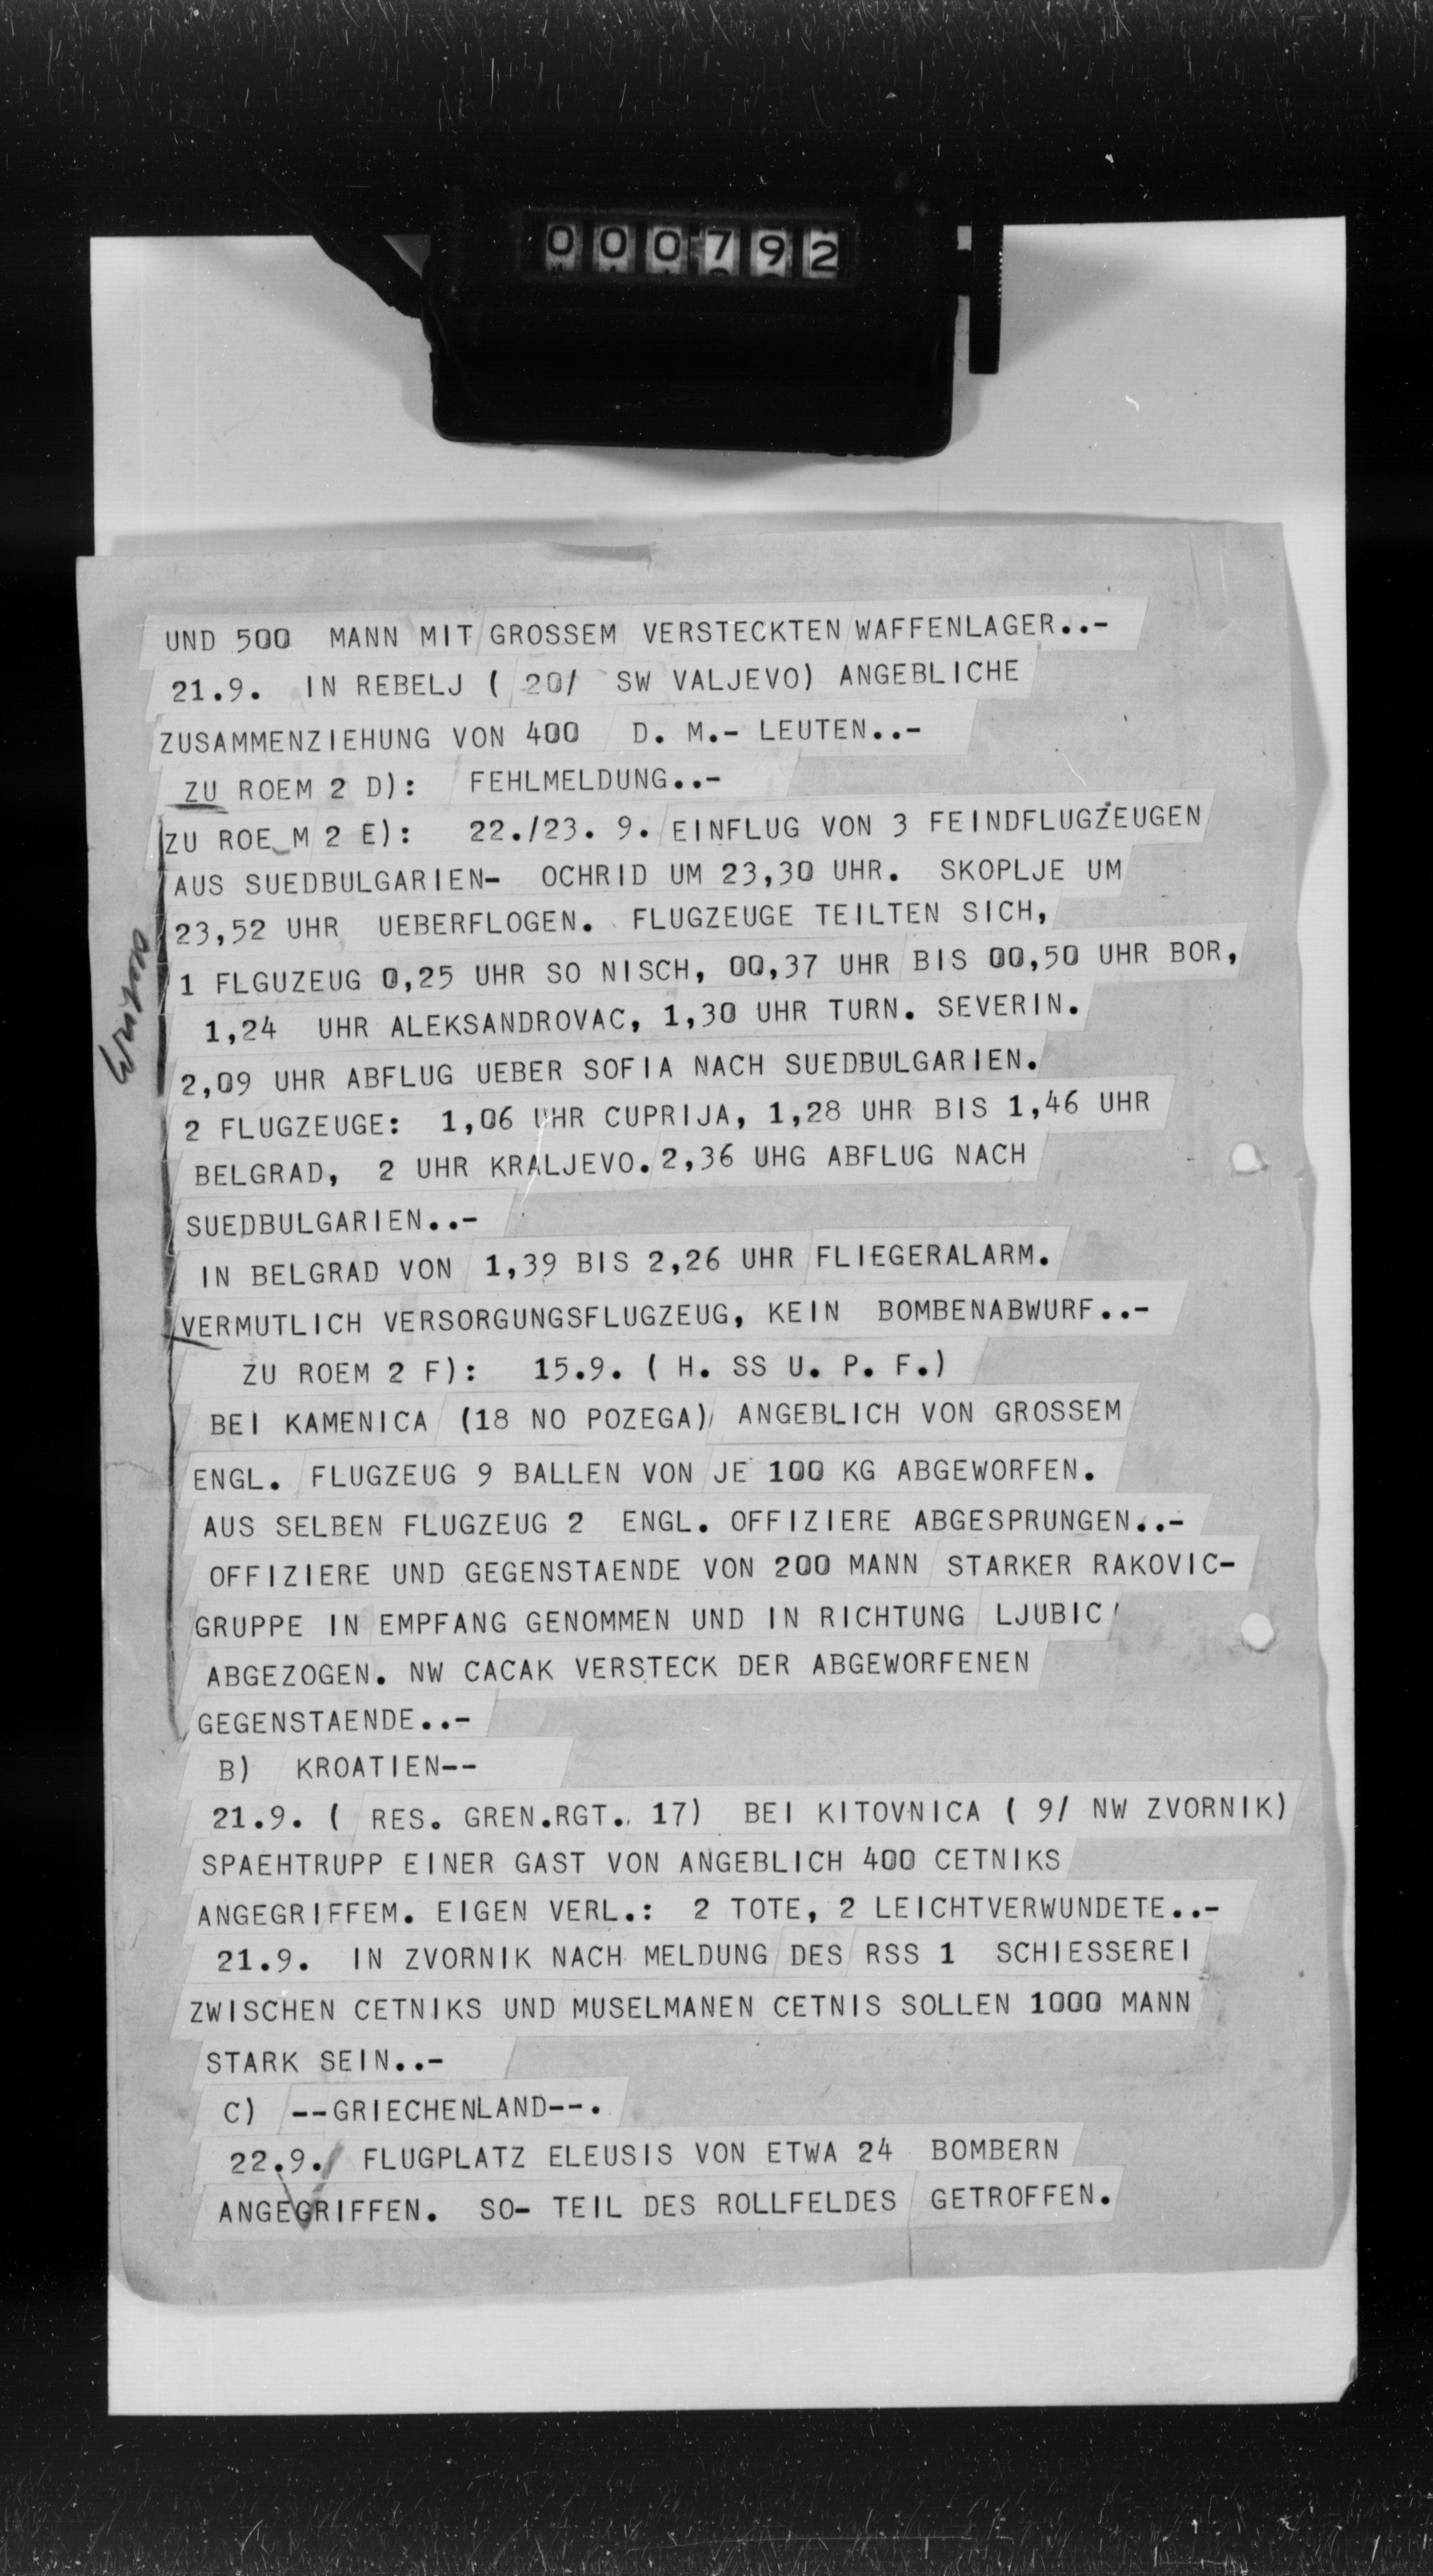 000792
UND 500 MANN MIT GROSSEM VERSTECKTEN WAFFENLAGER..-
21.9. IN REBELJ ( 20/ SW VALJEVO) ANGEBLICHE
ZUSAMMENZIEHUNG VON 400 D. M.- LEUTEN..-
ZU ROEM 2 D): FEHLMELDUNG..-
ZU ROE M 2 E): 22./23. 9. EINFLUG VON 3 FEINDFLUGZEUGEN
AUS SUEDBULGARIEN- OCHRID UM 23,30 UHR. SKOPLJE UM
23,52 UHR UEBERFLOGEN. FLUGZEUGE TEILTEN SICH,
1 FLGUZEUG 0,25 UHR SO NISCH, 00,37 UHR BIS 00,50 UHR BOR,
1,24 UHR ALEKSANDROVAC, 1,30 UHR TURN. SEVERIN.
2,09 UHR ABFLUG UEBER SOFIA NACH SUEDBULGARIEN.
2 FLUGZEUGE: 1,06 UHR CUPRIJA, 1,28 UHR BIS 1,46 UHR
BELGRAD, 2 UHR KRALJEVO. 2,36 UHG ABFLUG NACH
SUEDBULGARIEN..-
IN BELGRAD VON 1,39 BIS 2,26 UHR FLIEGERALARM.
VERMUTLICH VERSORGUNGSFLUGZEUG, KEIN BOMBENABWURF..-
ZU ROEM 2 F): 15.9. ( H. SS U. P. F.)
BEI KAMENICA (18 NO POZEGA) ANGEBLICH VON GROSSEM
ENGL. FLUGZEUG 9 BALLEN VON JE 100 KG ABGEWORFEN.
AUS SELBEN FLUGZEUG 2 ENGL. OFFIZIERE ABGESPRUNGEN..-
OFFIZIERE UND GEGENSTAENDE VON 200 MANN STARKER RAKOVIC-
GRUPPE IN EMPFANG GENOMMEN UND IN RICHTUNG LJUBIC
ABGEZOGEN. NW CACAK VERSTECK DER ABGEWORFENEN
GEGENSTAENDE..-
B) KROATIEN--
21.9. ( RES. GREN.RGT. 17) BEI KITOVNICA ( 9/ NW ZVORNIK)
SPAEHTRUPP EINER GAST VON ANGEBLICH 400 CETNIKS
ANGEGRIFFEM. EIGEN VERL.: 2 TOTE, 2 LEICHTVERWUNDETE..-
21.9. IN ZVORNIK NACH MELDUNG DES RSS 1 SCHIESSEREI
ZWISCHEN CETNIKS UND MUSELMANEN CETNIS SOLLEN 1000 MANN
STARK SEIN..-
C) --GRIECHENLAND--.
22.9./ FLUGPLATZ ELEUSIS VON ETWA 24 BOMBERN
ANGEGRIFFEN. SO- TEIL DES ROLLFELDES GETROFFEN.